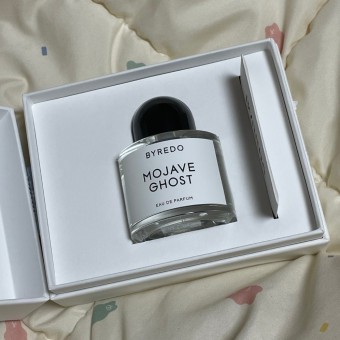 BYREDO
MOJAVE
GHOST
EAU DE PARFUM